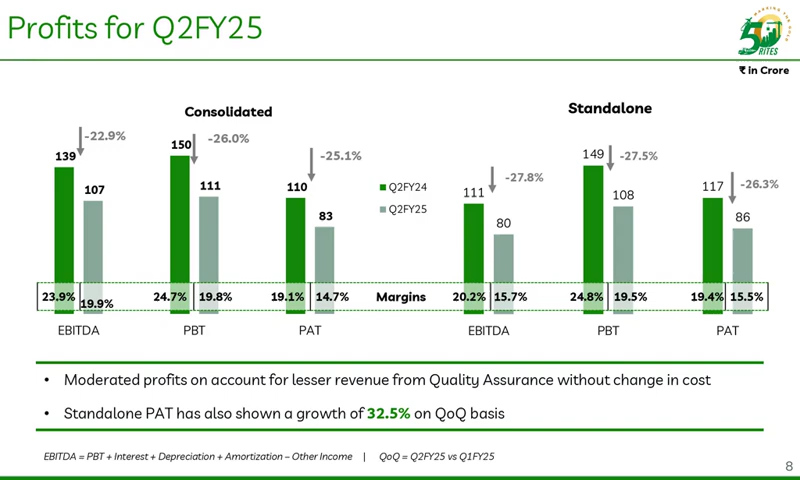 Profits for Q2FY25
MARKING THE GOLD
50
RITES
₹ in Crore
Consolidated
Standalone
-22.9%
-26.0%
-25.1%
-27.8%
-27.5%
-26.3%
139
107
150
111
110
83
Q2FY24
Q2FY25
111
80
149
108
117
86
23.9%
19.9%
24.7%
19.8%
19.1%
14.7%
Margins
20.2%
15.7%
24.8%
19.5%
19.4%
15.5%
EBITDA
PBT
PAT
EBITDA
PBT
PAT
• Moderated profits on account for lesser revenue from Quality Assurance without change in cost
• Standalone PAT has also shown a growth of 32.5% on QoQ basis
EBITDA = PBT + Interest + Depreciation + Amortization – Other Income | QoQ = Q2FY25 vs Q1FY25
8